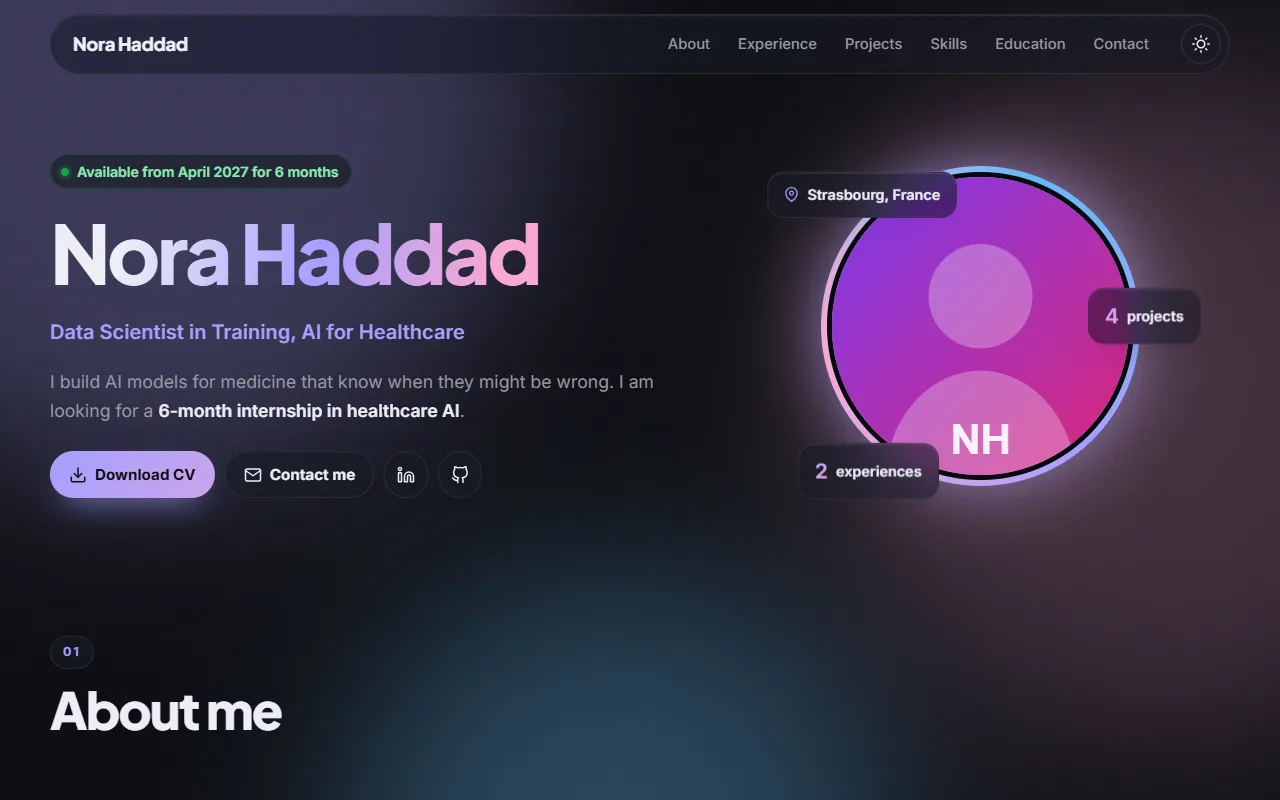 Nora Haddad
About
Experience
Projects
Skills
Education
Contact
Available from April 2027 for 6 months
Nora Haddad
Data Scientist in Training, AI for Healthcare
I build AI models for medicine that know when they might be wrong. I am
looking for a 6-month internship in healthcare AI.
Download CV
Contact me
Strasbourg, France
4 projects
NH
2 experiences
01
About me